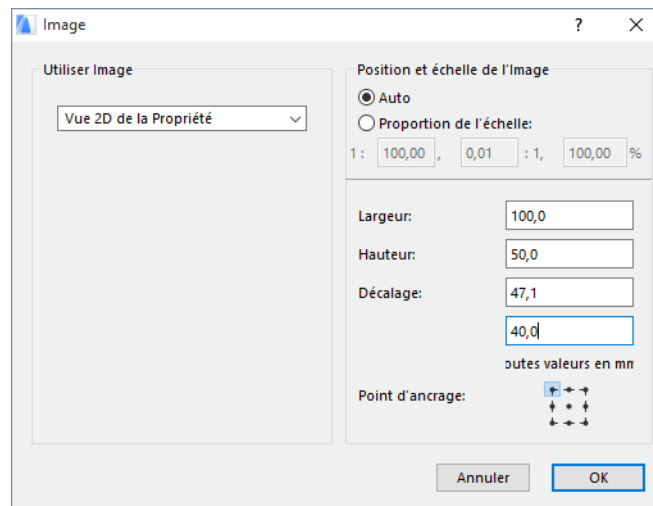 Image
Utiliser Image
Vue 2D de la Propriété
Position et échelle de l'Image
Auto
Proportion de l'échelle:
1 : 100,00 , 0,01 : 1, 100,00 %
Largeur: 100,0
Hauteur: 50,0
Décalage: 47,1
40,0
outes valeurs en mm
Point d'ancrage:
Annuler OK